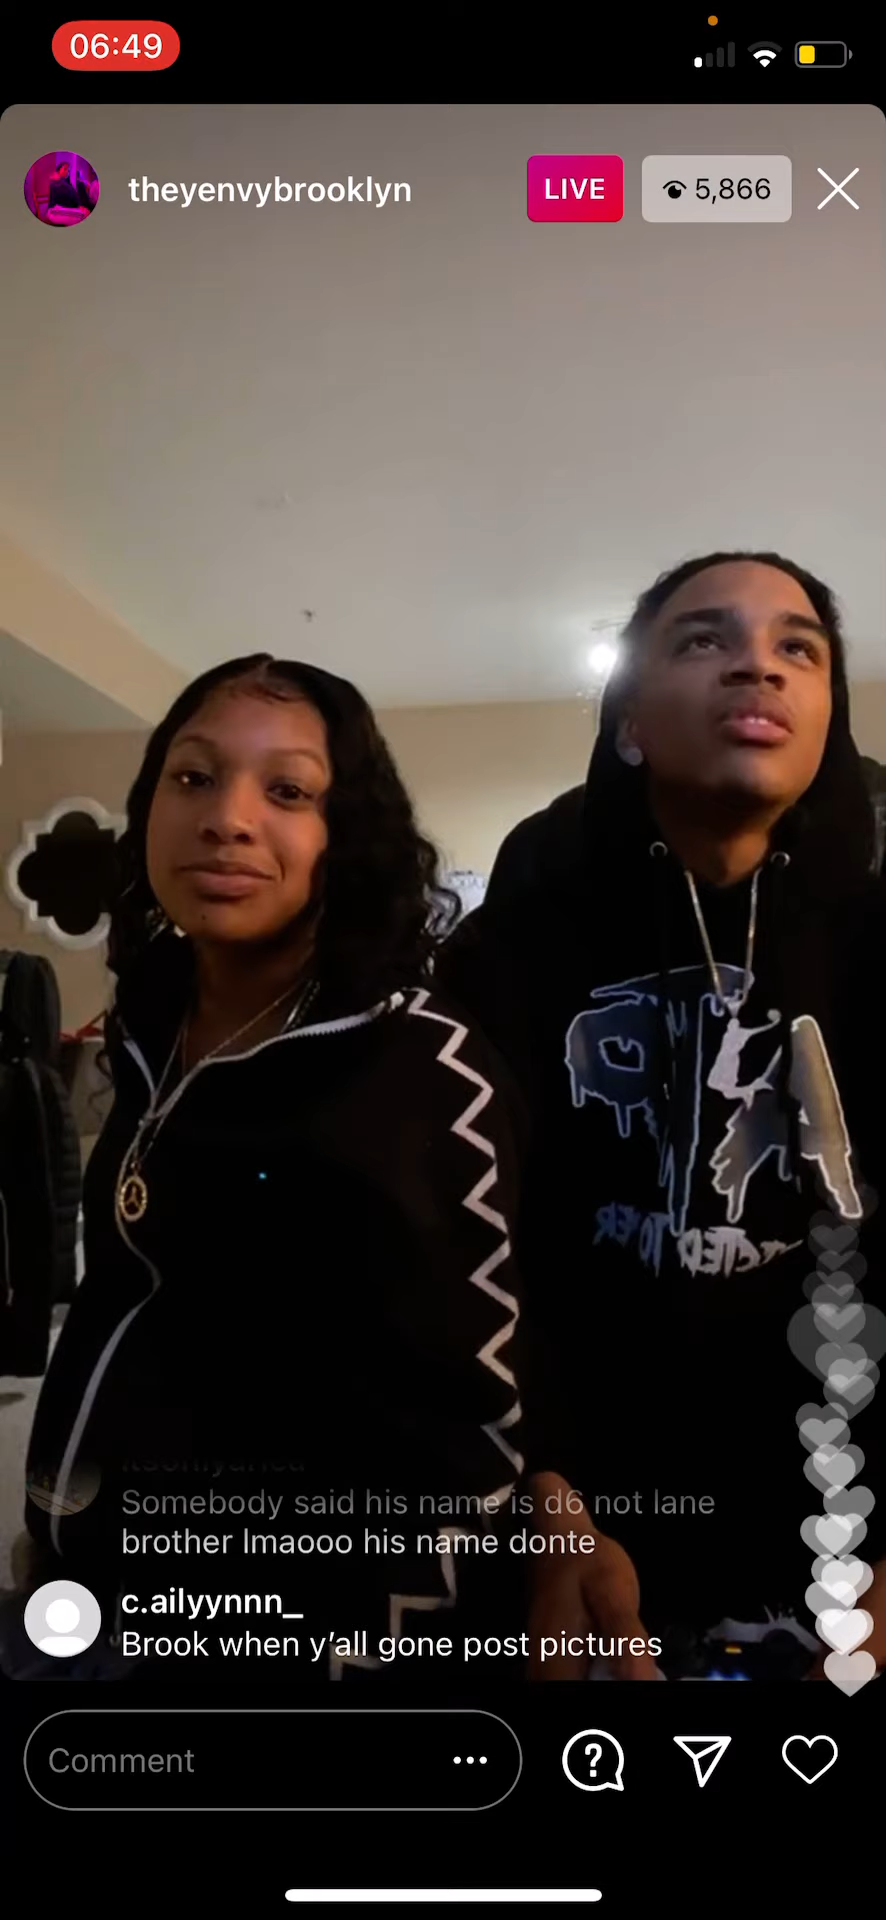 06:49
theyenvybrooklyn
LIVE
5,866
Somebody said his name is d6 not lane
brother lmaooo his name donte
c.ailyynnn_
Brook when y’all gone post pictures
Comment